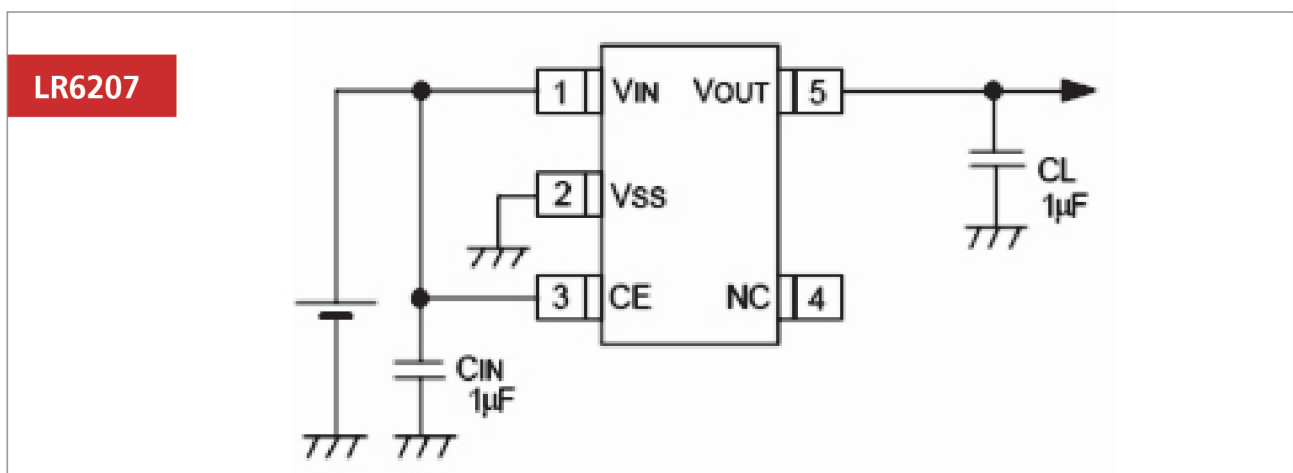 LR6207
1 VIN VOUT 5
2 VSS
3 CE NC 4
CL
1µF
CIN
1µF